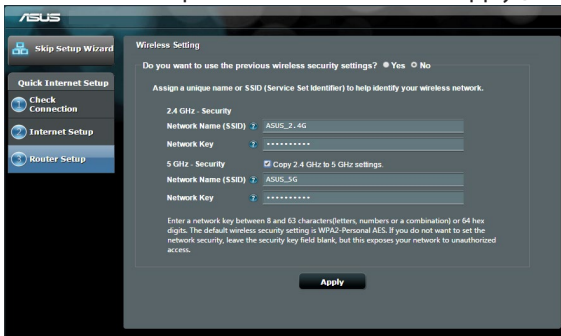 ASUS
Skip Setup Wizard
Quick Internet Setup
1 Check
Connection
2 Internet Setup
3 Router Setup
Wireless Setting
Do you want to use the previous wireless security settings? Yes No
Assign a unique name or SSID (Service Set Identifier) to help identify your wireless network.
2.4 GHz - Security
Network Name (SSID) ? ASUS_2.4G
Network Key ? ••••••••••
5 GHz - Security Copy 2.4 GHz to 5 GHz settings.
Network Name (SSID) ? ASUS_5G
Network Key ? ••••••••••
Enter a network key between 8 and 63 characters(letters, numbers or a combination) or 64 hex
digits. The default wireless security setting is WPA2-Personal AES. If you do not want to set the
network security, leave the security key field blank, but this exposes your network to unauthorized
access.
Apply